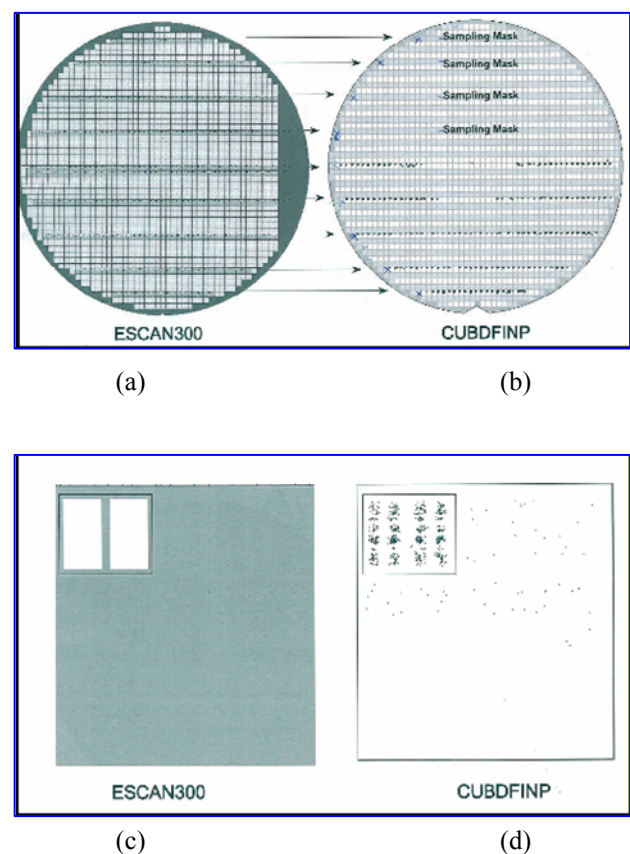 Sampling Mask
Sampling Mask
Sampling Mask
Sampling Mask
ESCAN300 CUBDFINP
(a) (b)
ESCAN300 CUBDFINP
(c) (d)